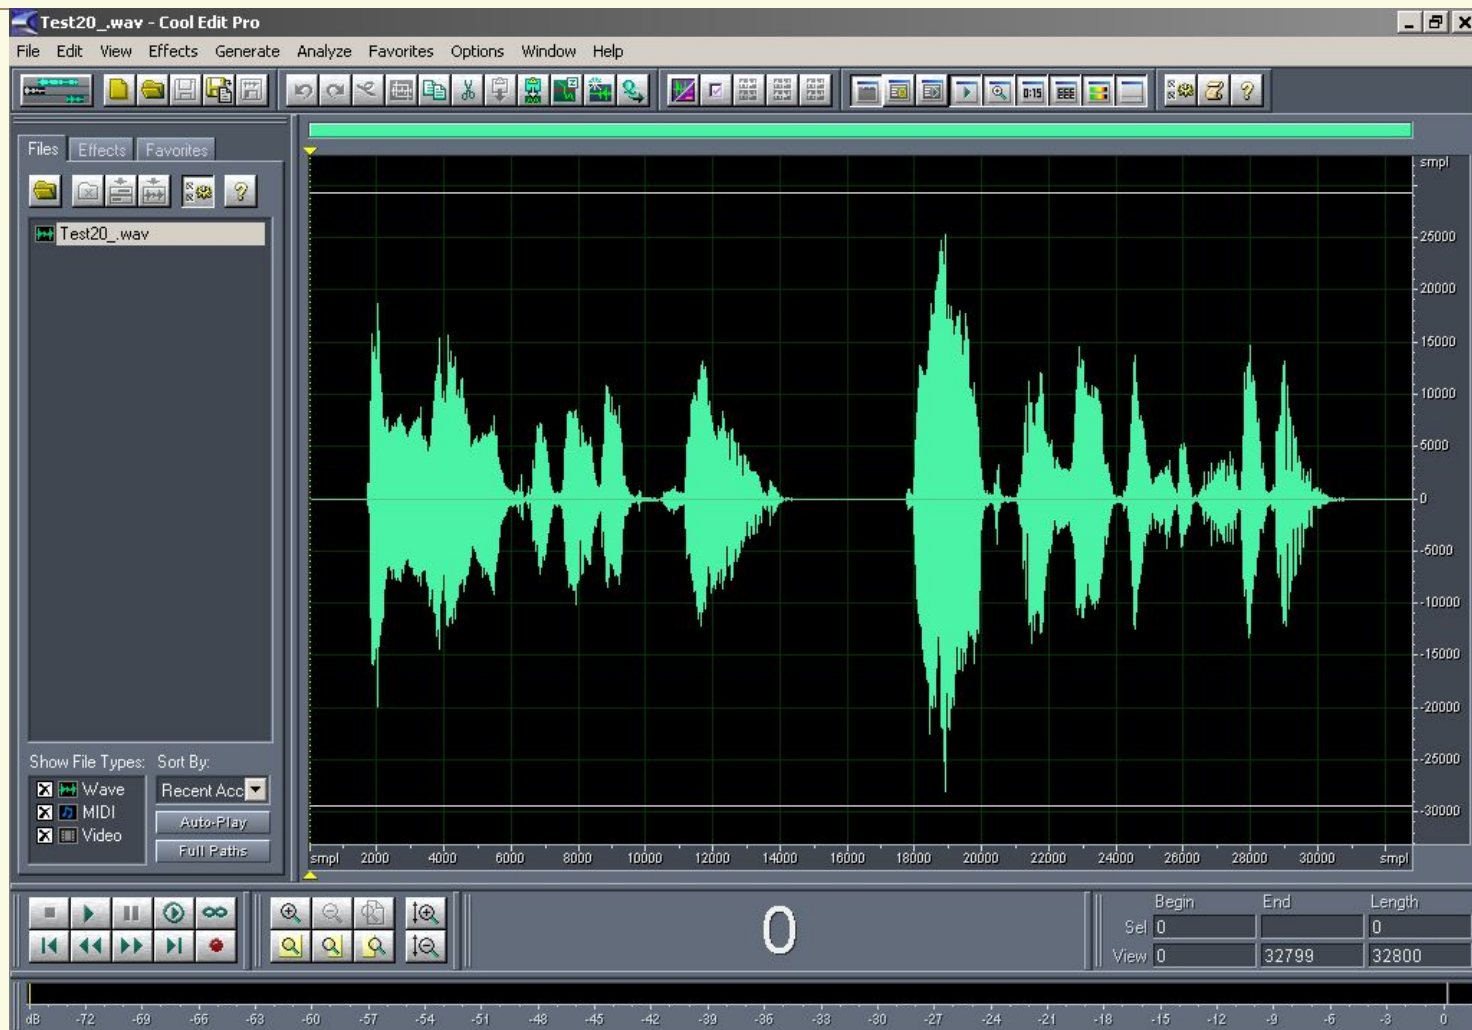 Test20_.wav - Cool Edit Pro
File Edit View Effects Generate Analyze Favorites Options Window Help
0:15
Files Effects Favorites
Test20_.wav
smpl
25000
20000
15000
10000
5000
0
-5000
-10000
-15000
-20000
-25000
-30000
Show File Types: Sort By:
Wave Recent Acc
MIDI Auto-Play
Video Full Paths
smpl 2000 4000 6000 8000 10000 12000 14000 16000 18000 20000 22000 24000 26000 28000 30000 smpl
0
Begin End Length
Sel 0 0
View 0 32799 32800
dB -72 -69 -66 -63 -60 -57 -54 -51 -48 -45 -42 -39 -36 -33 -30 -27 -24 -21 -18 -15 -12 -9 -6 -3 0